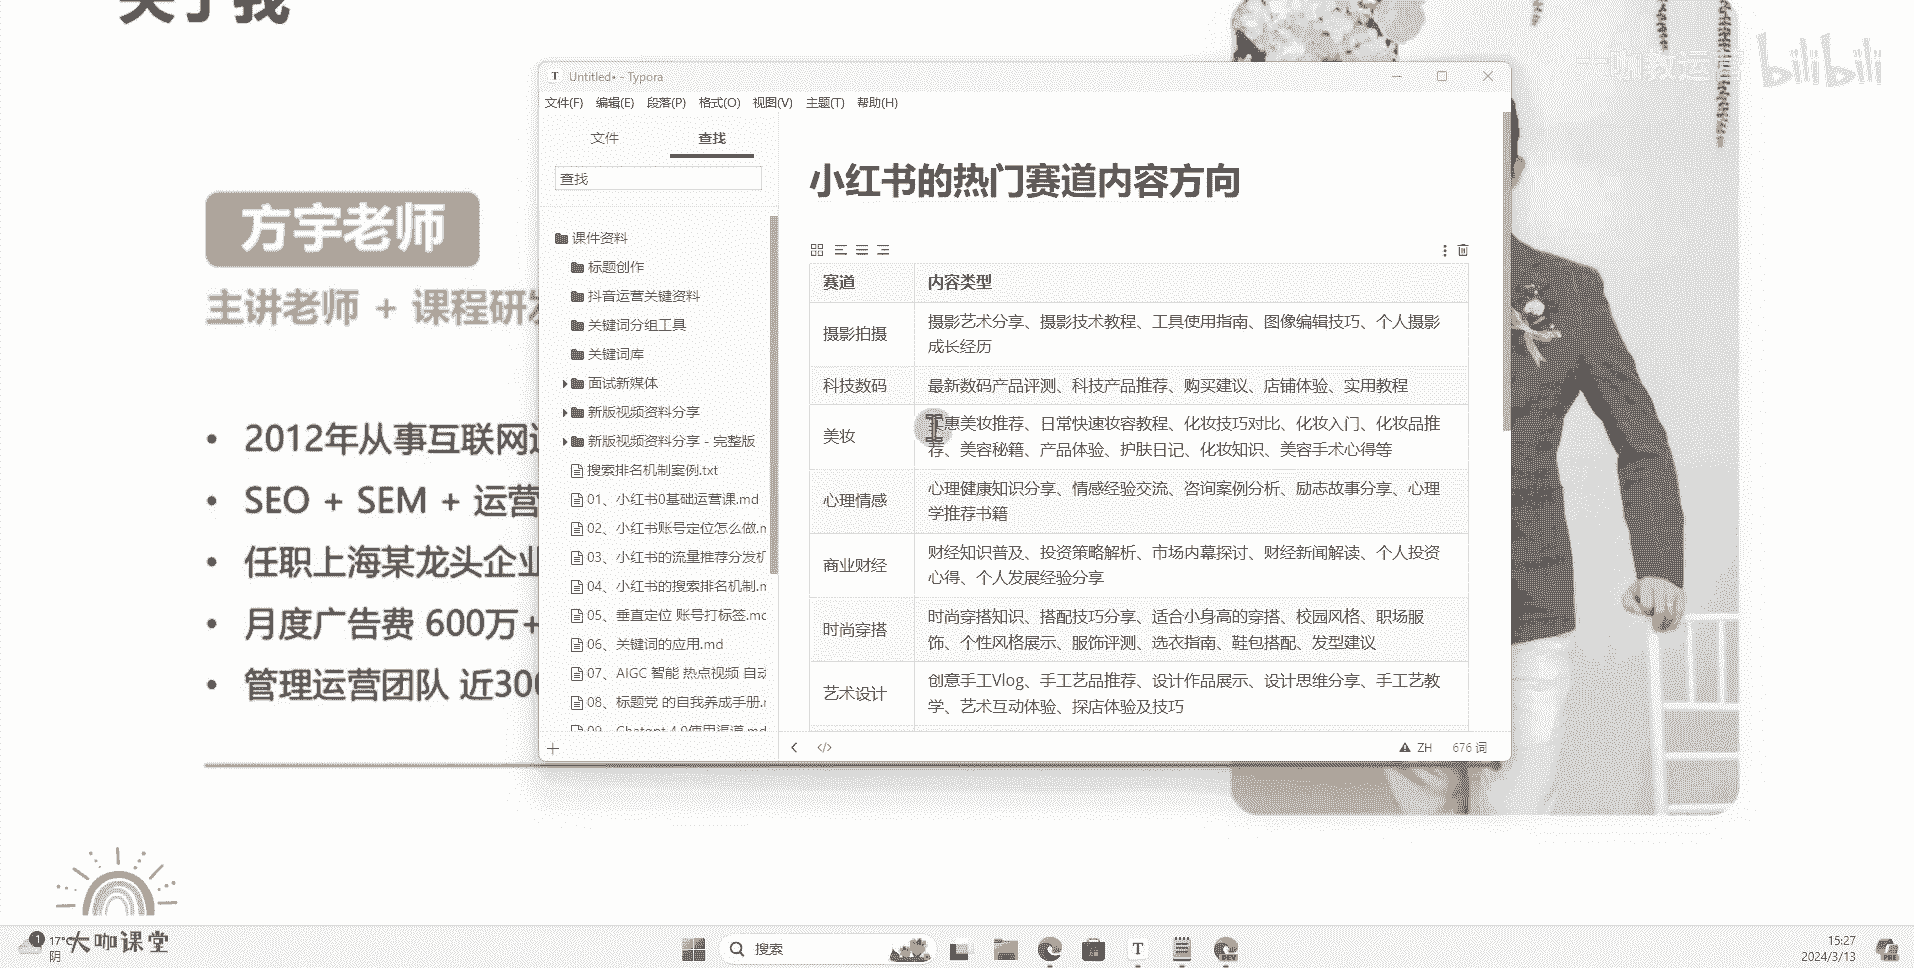 关于我
bilibili
方宇老师
主讲老师 + 课程研发
2012年从事互联网
SEO + SEM + 运营
任职上海某龙头企业
月度广告费 600万+
管理运营团队 近300
Untitled• - Typora
文件(F) 编辑(E) 段落(P) 格式(O) 视图(V) 主题(T) 帮助(H)
文件 查找
查找
课件资料
标题创作
抖音运营关键资料
关键词分组工具
关键词库
面试新媒体
新版视频资料分享
新版视频资料分享 - 完整版
搜索排名机制案例.txt
01、小红书0基础运营课.md
02、小红书账号定位怎么做.m
03、小红书的流量推荐分发机
04、小红书的搜索排名机制.m
05、垂直定位 账号打标签.md
06、关键词的应用.md
07、AIGC 智能 热点视频 自动
08、标题党 的自我养成手册.m
09、Chatgpt 4.0使用渠道.md
小红书的热门赛道内容方向
赛道 内容类型
摄影拍摄 摄影艺术分享、摄影技术教程、工具使用指南、图像编辑技巧、个人摄影
成长经历
科技数码 最新数码产品评测、科技产品推荐、购买建议、店铺体验、实用教程
美妆 惠美妆推荐、日常快速妆容教程、化妆技巧对比、化妆入门、化妆品推
荐、美容秘籍、产品体验、护肤日记、化妆知识、美容手术心得等
心理情感 心理健康知识分享、情感经验交流、咨询案例分析、励志故事分享、心理
学推荐书籍
商业财经 财经知识普及、投资策略解析、市场内幕探讨、财经新闻解读、个人投资
心得、个人发展经验分享
时尚穿搭 时尚穿搭知识、搭配技巧分享、适合小身高的穿搭、校园风格、职场服
饰、个性风格展示、服饰评测、选衣指南、鞋包搭配、发型建议
艺术设计 创意手工Vlog、手工艺品推荐、设计作品展示、设计思维分享、手工艺教
学、艺术互动体验、探店体验及技巧
ZH 676 词
大咖课堂
1
17°C
阴
搜索
15:27
2024/3/13